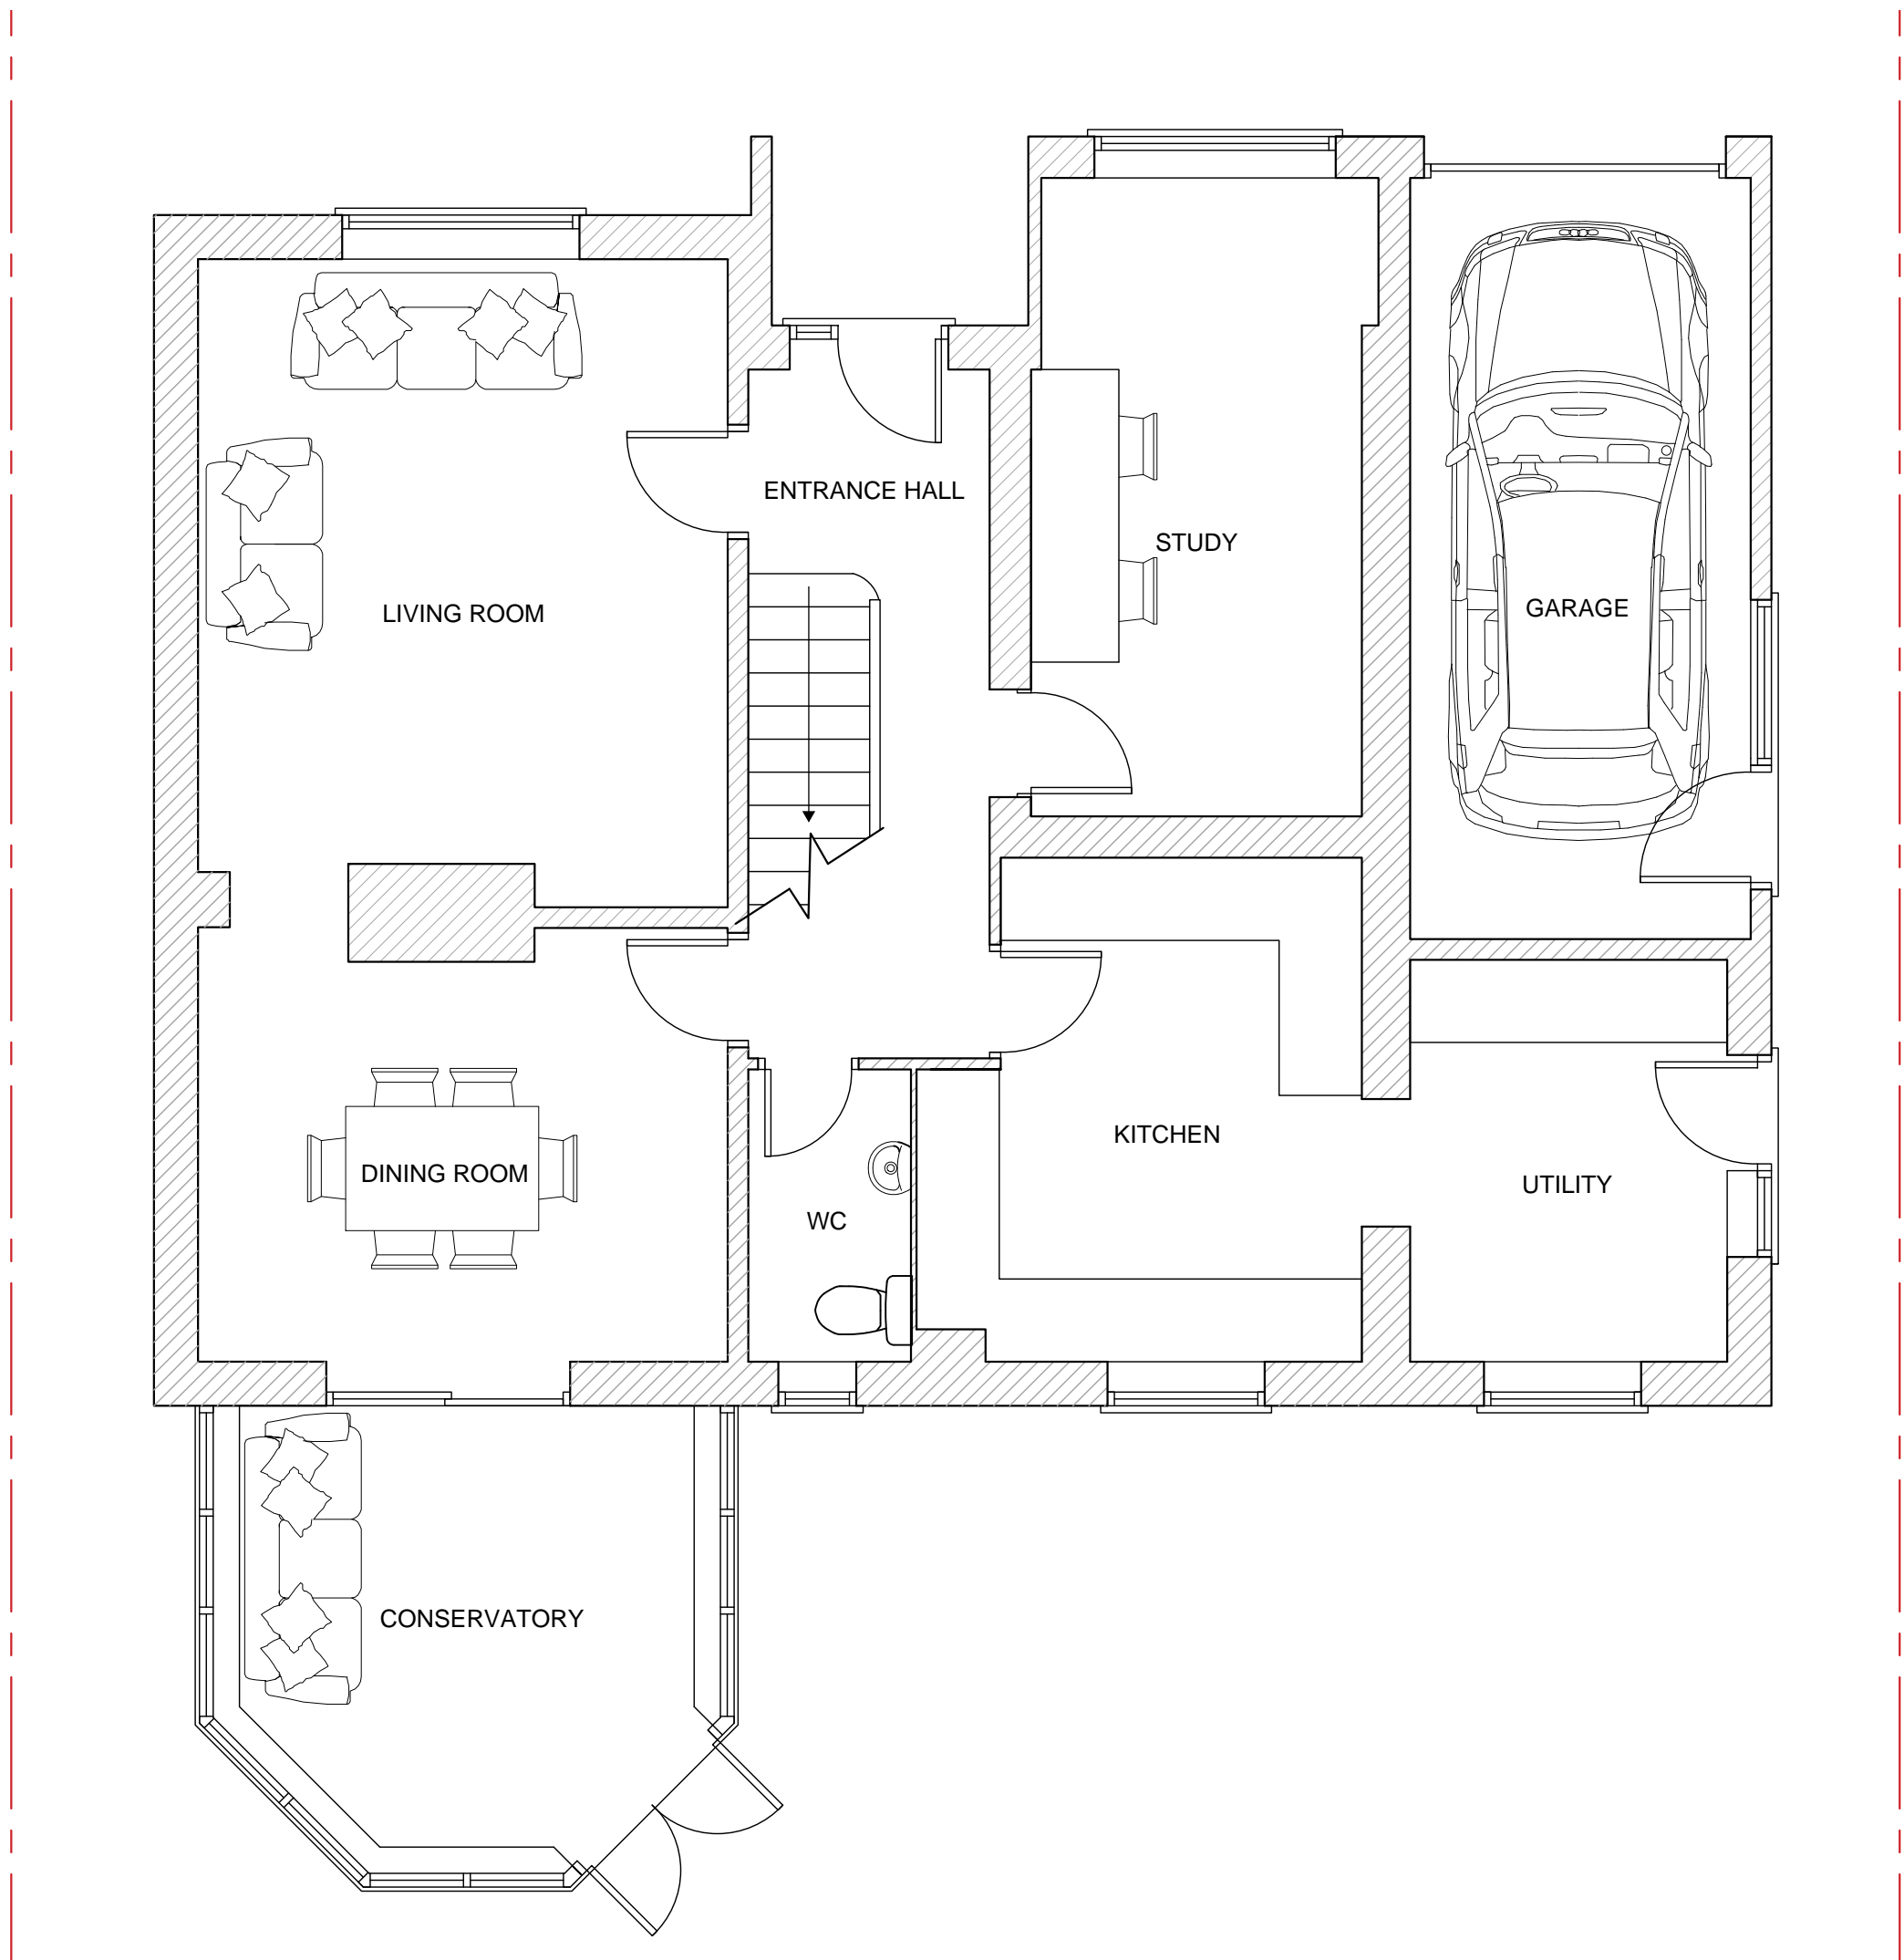 ENTRANCE HALL
STUDY
LIVING ROOM
GARAGE
KITCHEN
DINING ROOM
UTILITY
WC
CONSERVATORY